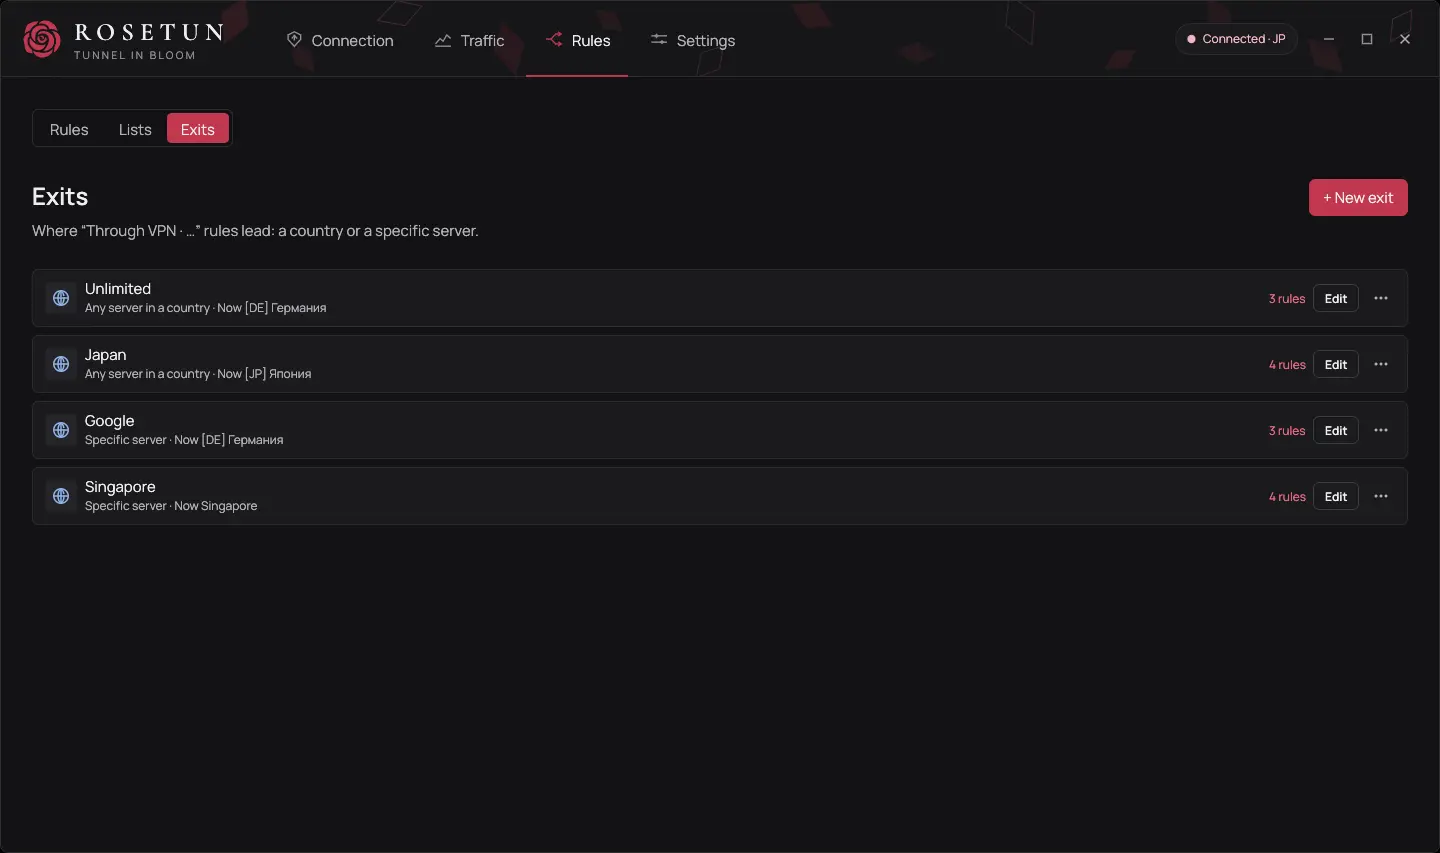 ROSETUN
TUNNEL IN BLOOM
Connection
Traffic
Rules
Settings
Connected · JP
Rules
Lists
Exits
Exits
+ New exit
Where “Through VPN · …” rules lead: a country or a specific server.
Unlimited
Any server in a country · Now [DE] Германия
3 rules
Edit
Japan
Any server in a country · Now [JP] Япония
4 rules
Edit
Google
Specific server · Now [DE] Германия
3 rules
Edit
Singapore
Specific server · Now Singapore
4 rules
Edit